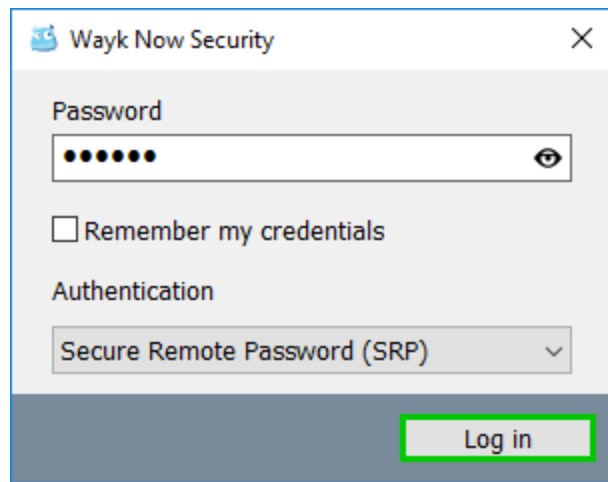 Wayk Now Security
Password
••••••
Remember my credentials
Authentication
Secure Remote Password (SRP)
Log in